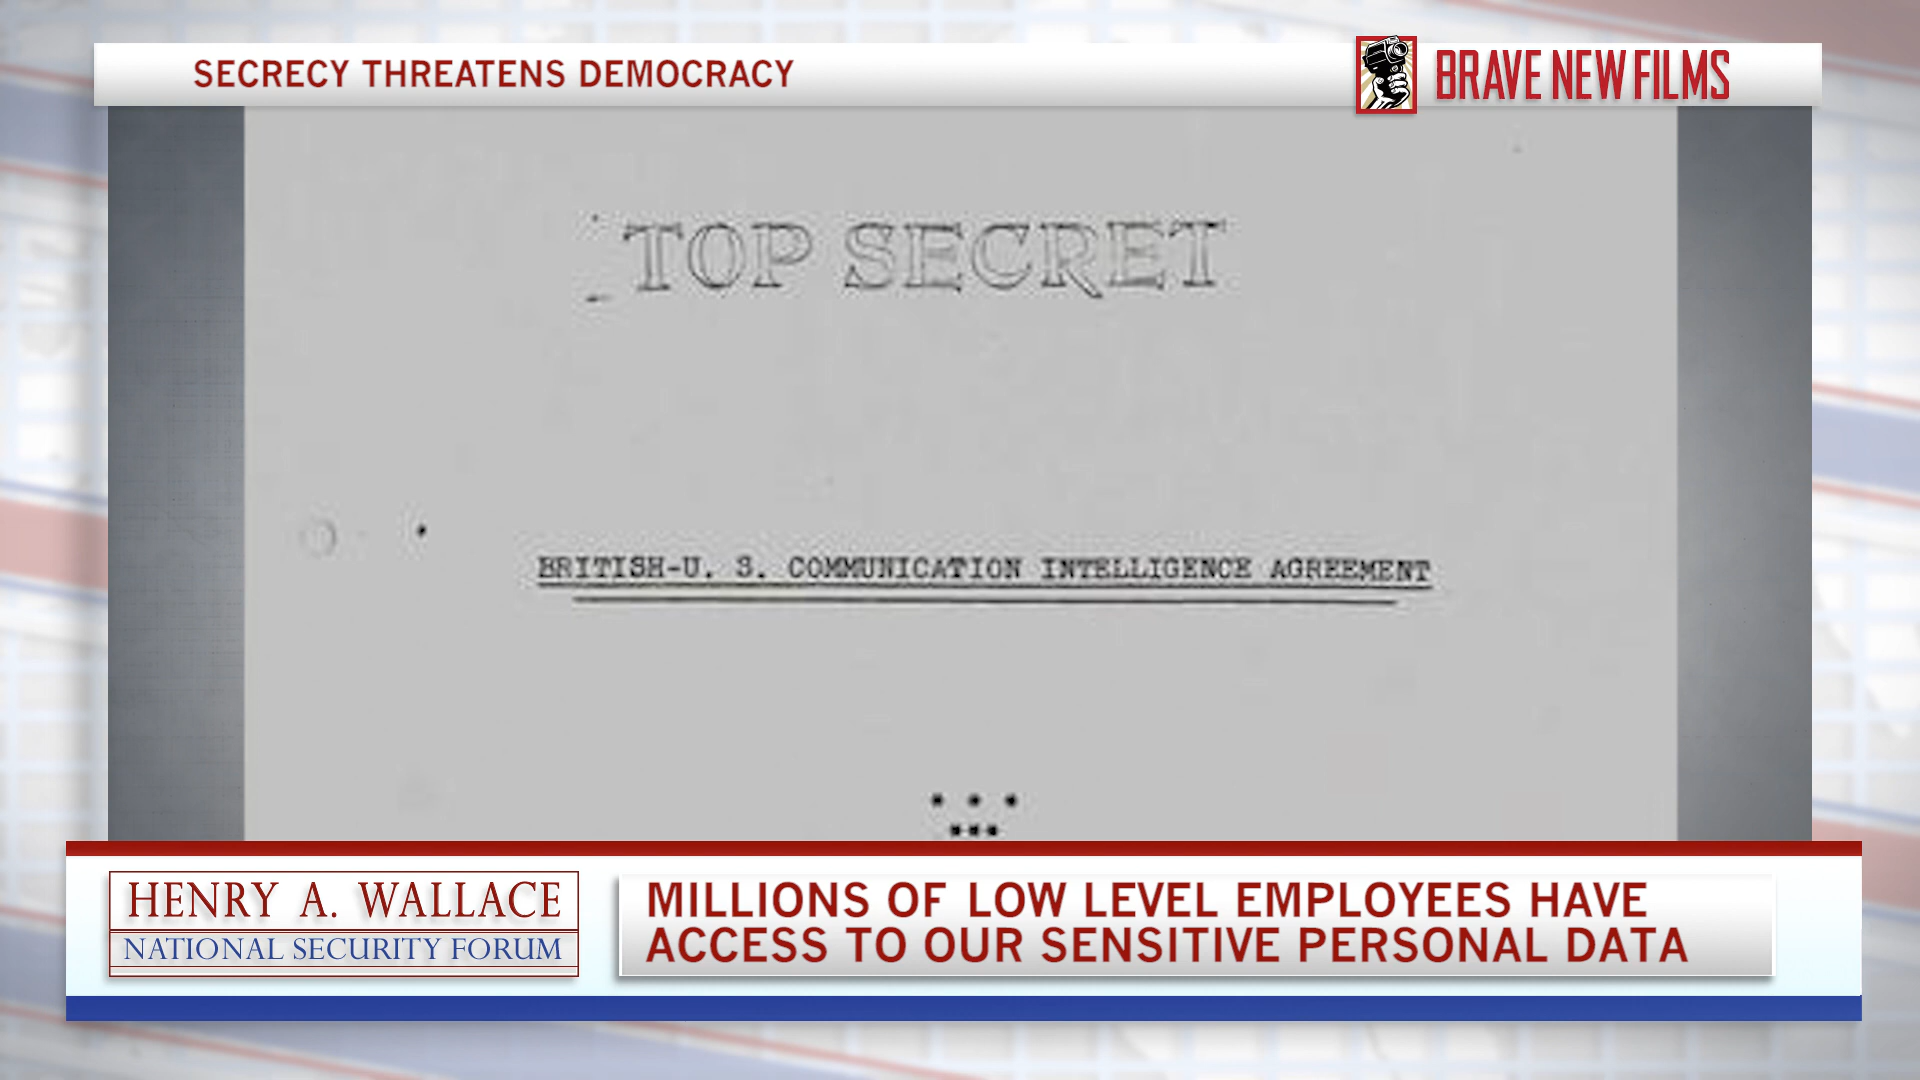 SECRECY THREATENS DEMOCRACY
BRAVE NEW FILMS
TOP SECRET
BRITISH-U. S. COMMUNICATION INTELLIGENCE AGREEMENT
HENRY A. WALLACE
NATIONAL SECURITY FORUM
MILLIONS OF LOW LEVEL EMPLOYEES HAVE
ACCESS TO OUR SENSITIVE PERSONAL DATA